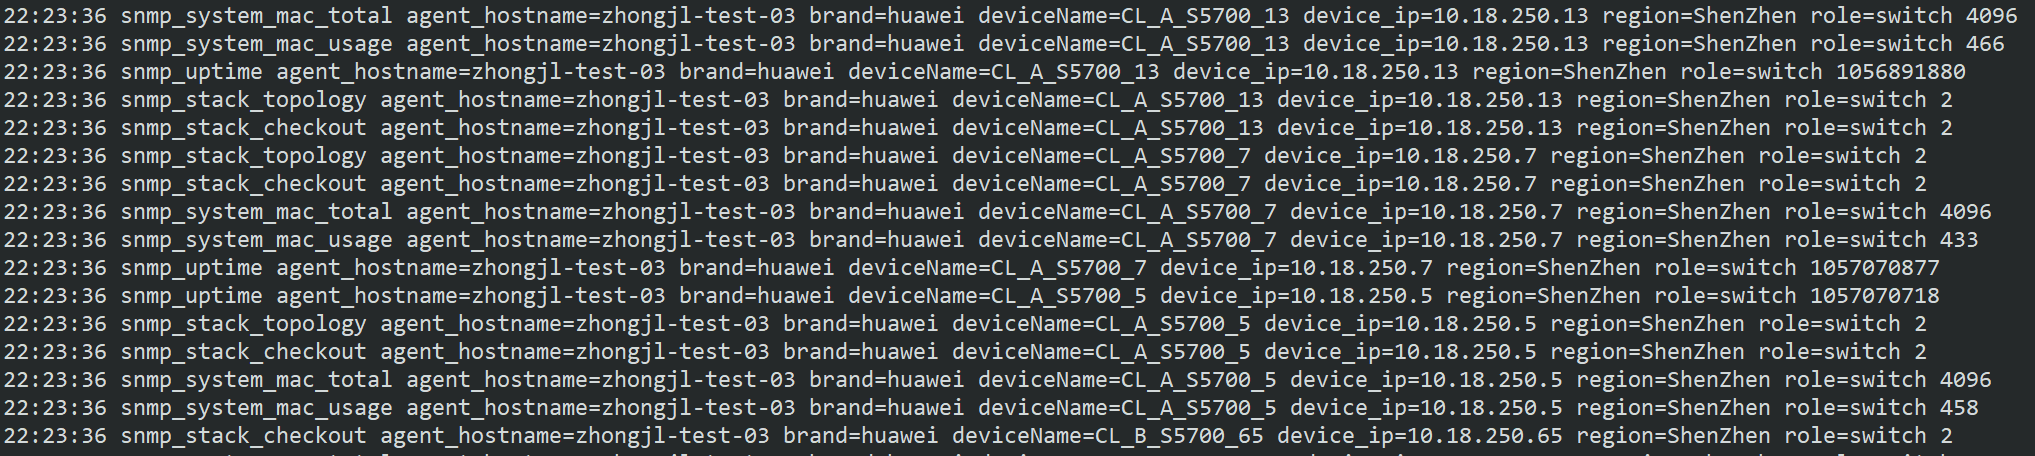 22:23:36 snmp_system_mac_total agent_hostname=zhongjl-test-03 brand=huawei deviceName=CL_A_S5700_13 device_ip=10.18.250.13 region=ShenZhen role=switch 4096
22:23:36 snmp_system_mac_usage agent_hostname=zhongjl-test-03 brand=huawei deviceName=CL_A_S5700_13 device_ip=10.18.250.13 region=ShenZhen role=switch 466
22:23:36 snmp_uptime agent_hostname=zhongjl-test-03 brand=huawei deviceName=CL_A_S5700_13 device_ip=10.18.250.13 region=ShenZhen role=switch 1056891880
22:23:36 snmp_stack_topology agent_hostname=zhongjl-test-03 brand=huawei deviceName=CL_A_S5700_13 device_ip=10.18.250.13 region=ShenZhen role=switch 2
22:23:36 snmp_stack_checkout agent_hostname=zhongjl-test-03 brand=huawei deviceName=CL_A_S5700_13 device_ip=10.18.250.13 region=ShenZhen role=switch 2
22:23:36 snmp_stack_topology agent_hostname=zhongjl-test-03 brand=huawei deviceName=CL_A_S5700_7 device_ip=10.18.250.7 region=ShenZhen role=switch 2
22:23:36 snmp_stack_checkout agent_hostname=zhongjl-test-03 brand=huawei deviceName=CL_A_S5700_7 device_ip=10.18.250.7 region=ShenZhen role=switch 2
22:23:36 snmp_system_mac_total agent_hostname=zhongjl-test-03 brand=huawei deviceName=CL_A_S5700_7 device_ip=10.18.250.7 region=ShenZhen role=switch 4096
22:23:36 snmp_system_mac_usage agent_hostname=zhongjl-test-03 brand=huawei deviceName=CL_A_S5700_7 device_ip=10.18.250.7 region=ShenZhen role=switch 433
22:23:36 snmp_uptime agent_hostname=zhongjl-test-03 brand=huawei deviceName=CL_A_S5700_7 device_ip=10.18.250.7 region=ShenZhen role=switch 1057070877
22:23:36 snmp_uptime agent_hostname=zhongjl-test-03 brand=huawei deviceName=CL_A_S5700_5 device_ip=10.18.250.5 region=ShenZhen role=switch 1057070718
22:23:36 snmp_stack_topology agent_hostname=zhongjl-test-03 brand=huawei deviceName=CL_A_S5700_5 device_ip=10.18.250.5 region=ShenZhen role=switch 2
22:23:36 snmp_stack_checkout agent_hostname=zhongjl-test-03 brand=huawei deviceName=CL_A_S5700_5 device_ip=10.18.250.5 region=ShenZhen role=switch 2
22:23:36 snmp_system_mac_total agent_hostname=zhongjl-test-03 brand=huawei deviceName=CL_A_S5700_5 device_ip=10.18.250.5 region=ShenZhen role=switch 4096
22:23:36 snmp_system_mac_usage agent_hostname=zhongjl-test-03 brand=huawei deviceName=CL_A_S5700_5 device_ip=10.18.250.5 region=ShenZhen role=switch 458
22:23:36 snmp_stack_checkout agent_hostname=zhongjl-test-03 brand=huawei deviceName=CL_B_S5700_65 device_ip=10.18.250.65 region=ShenZhen role=switch 2